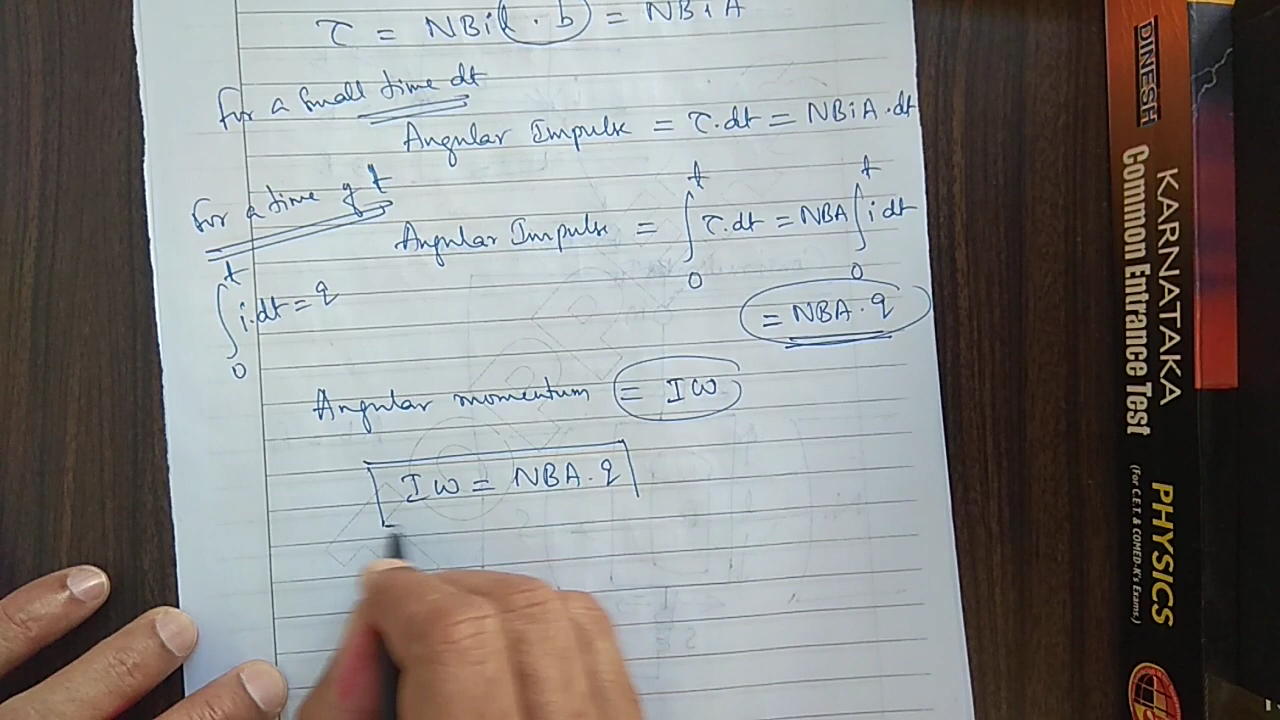 τ = NBi(l · b) = NBiA
for a small time dt
Angular Impulse = τ.dt = NBiA.dt
for a time of t
Angular Impulse = ∫₀ᵗ τ.dt = NBA ∫₀ᵗ i dt
∫₀ᵗ i.dt = q
= NBA . q
Angular momentum = Iω
Iω = NBA . q
DINESH
KARNATAKA
Common Entrance Test
PHYSICS
(For C.E.T. & COMED-K's Exams.)